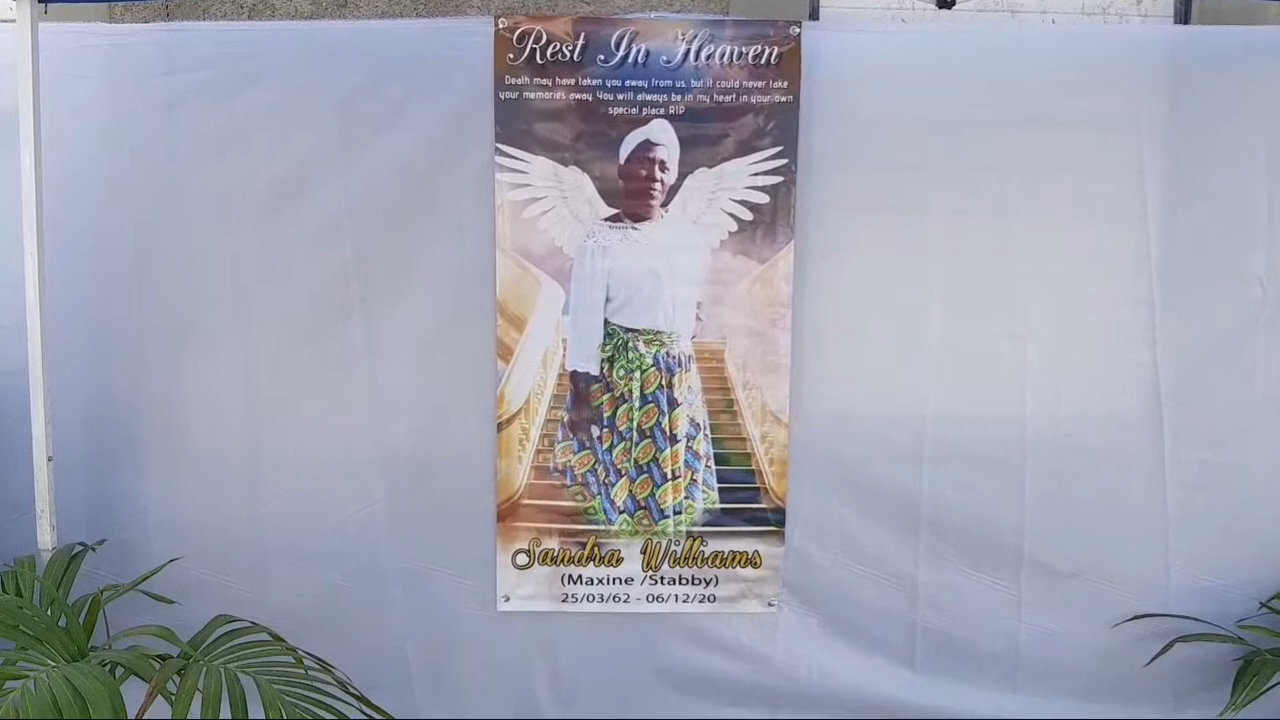 Rest In Heaven
Death may have taken you away from us, but it could never take
your memories away. You will always be in my heart in your own
special place. RIP
Sandra Williams
(Maxine /Stabby)
25/03/62 - 06/12/20